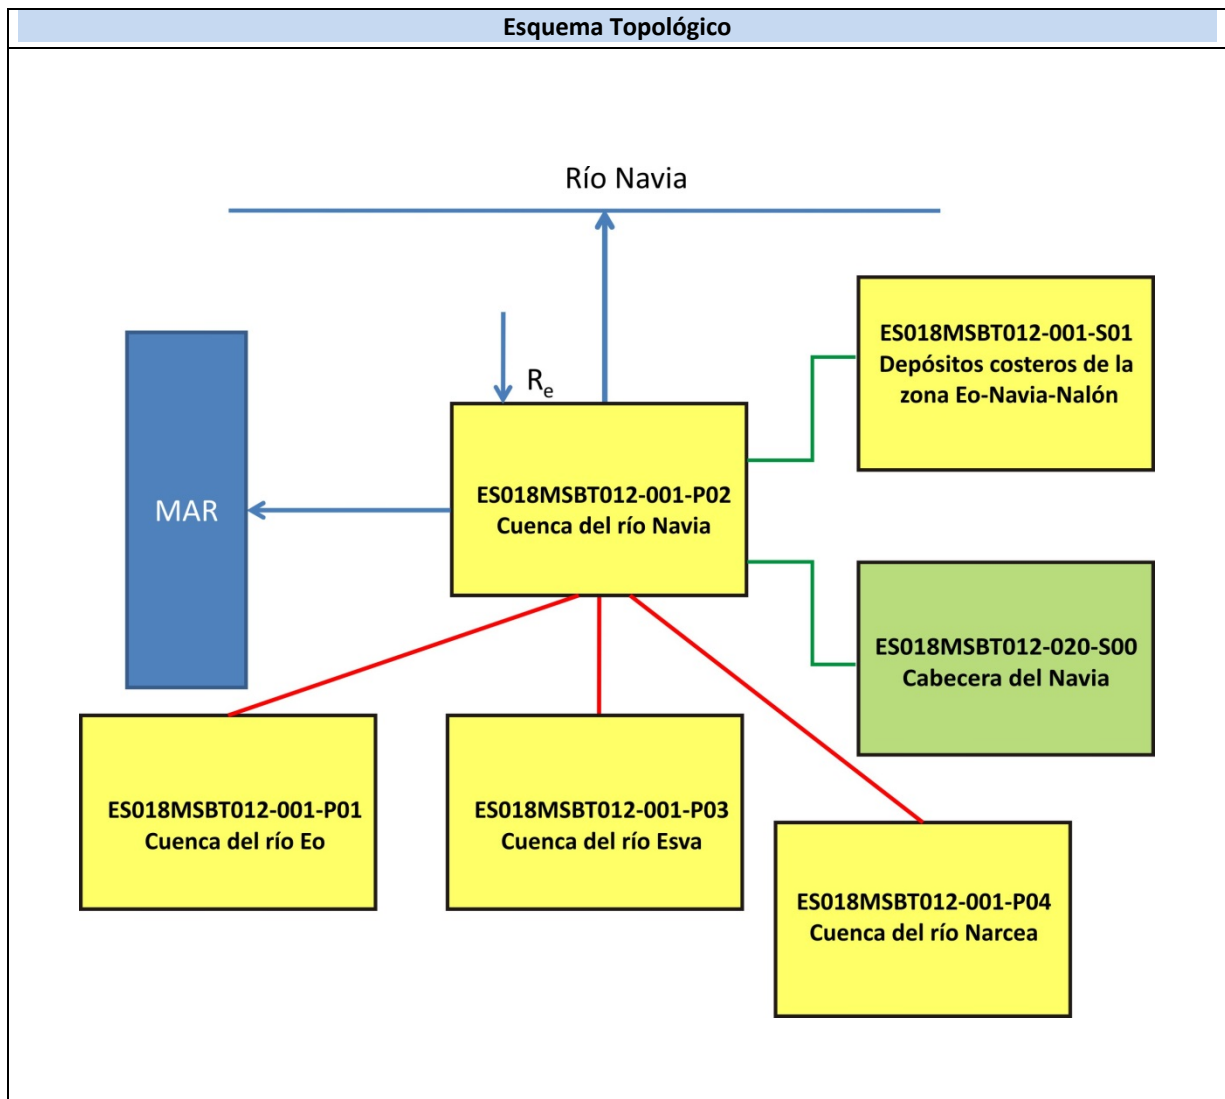 Esquema Topológico
Río Navia
ES018MSBT012-001-S01
Depósitos costeros de la
zona Eo-Navia-Nalón
Re
MAR
ES018MSBT012-001-P02
Cuenca del río Navia
ES018MSBT012-020-S00
Cabecera del Navia
ES018MSBT012-001-P01
Cuenca del río Eo
ES018MSBT012-001-P03
Cuenca del río Esva
ES018MSBT012-001-P04
Cuenca del río Narcea